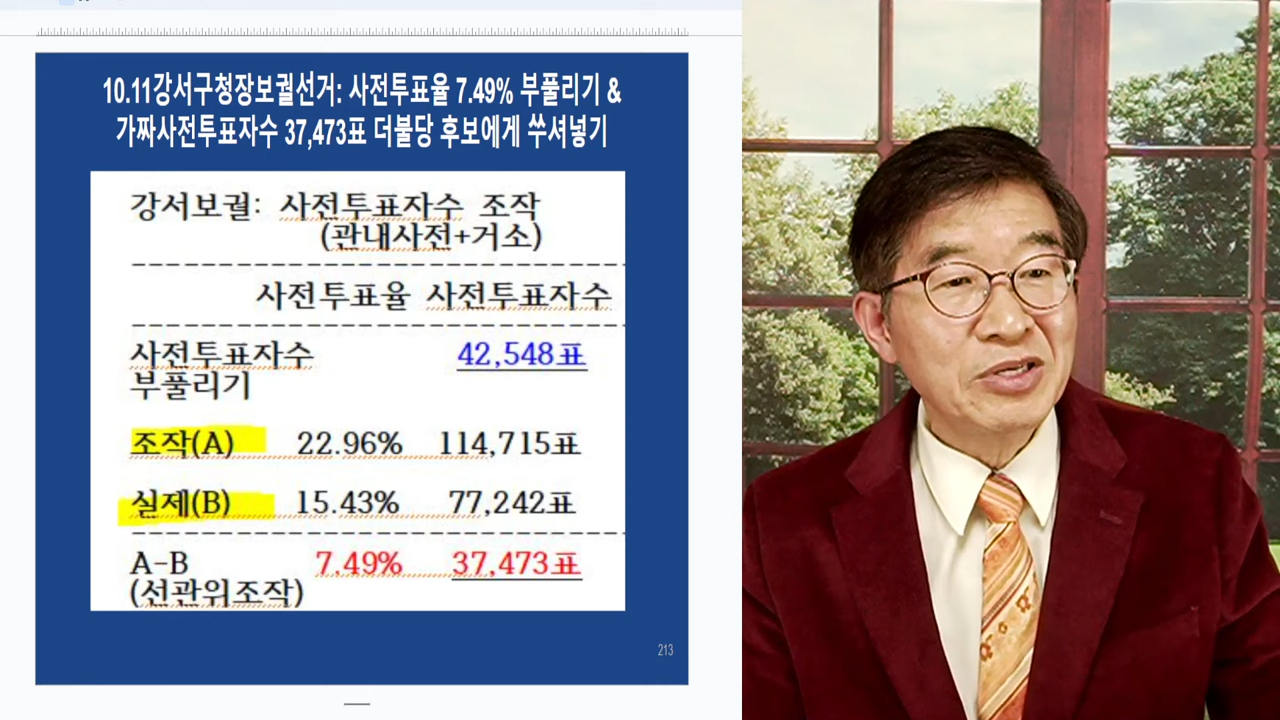 10.11강서구청장보궐선거: 사전투표율 7.49% 부풀리기 &
가짜사전투표자수 37,473표 더불당 후보에게 쑤셔넣기
강서보궐: 사전투표자수 조작
(관내사전+거소)
사전투표율 사전투표자수
사전투표자수 42,548표
부풀리기
조작(A) 22.96% 114,715표
실제(B) 15.43% 77,242표
A-B 7.49% 37,473표
(선관위조작)
213